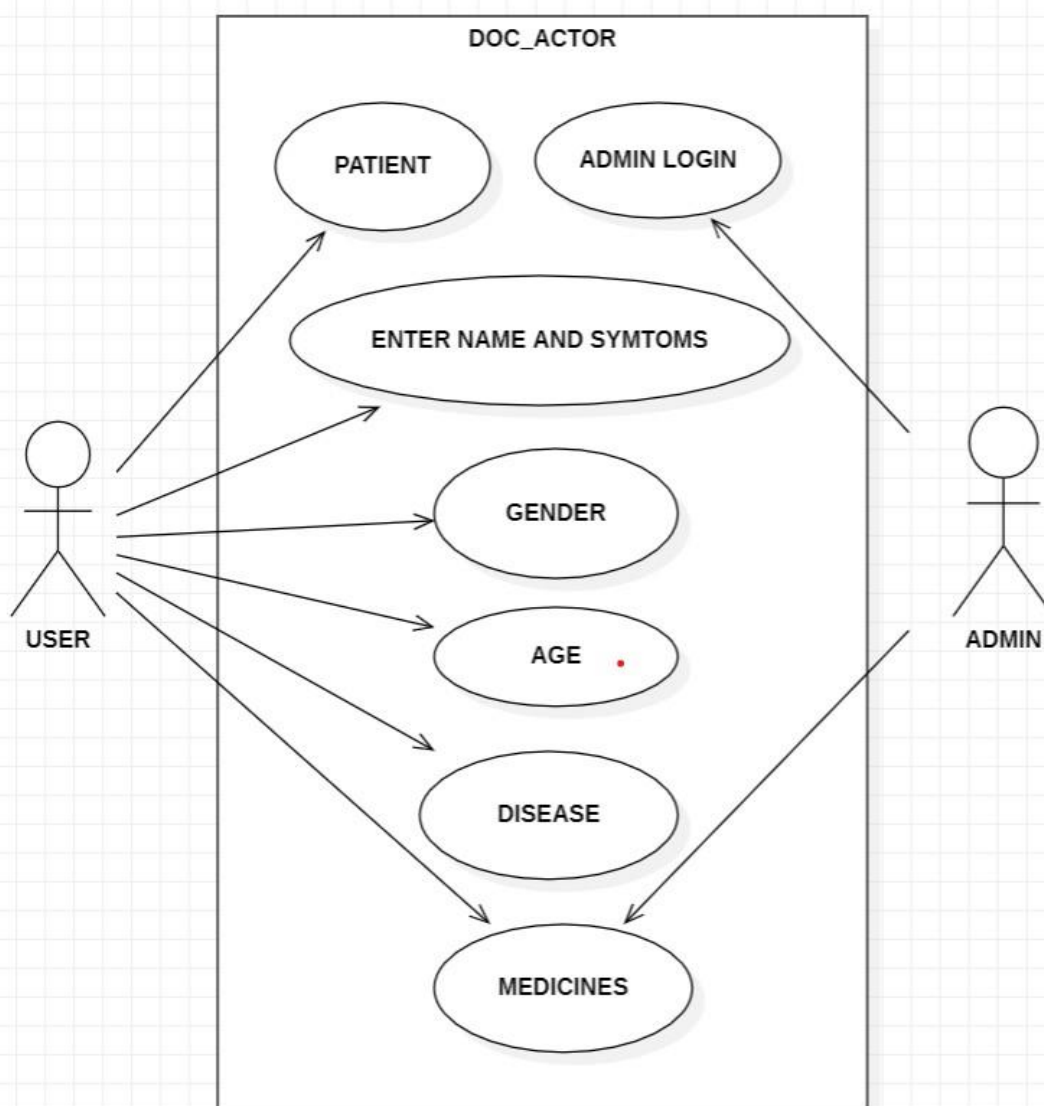 DOC_ACTOR
PATIENT
ADMIN LOGIN
ENTER NAME AND SYMTOMS
GENDER
AGE
DISEASE
MEDICINES
USER
ADMIN